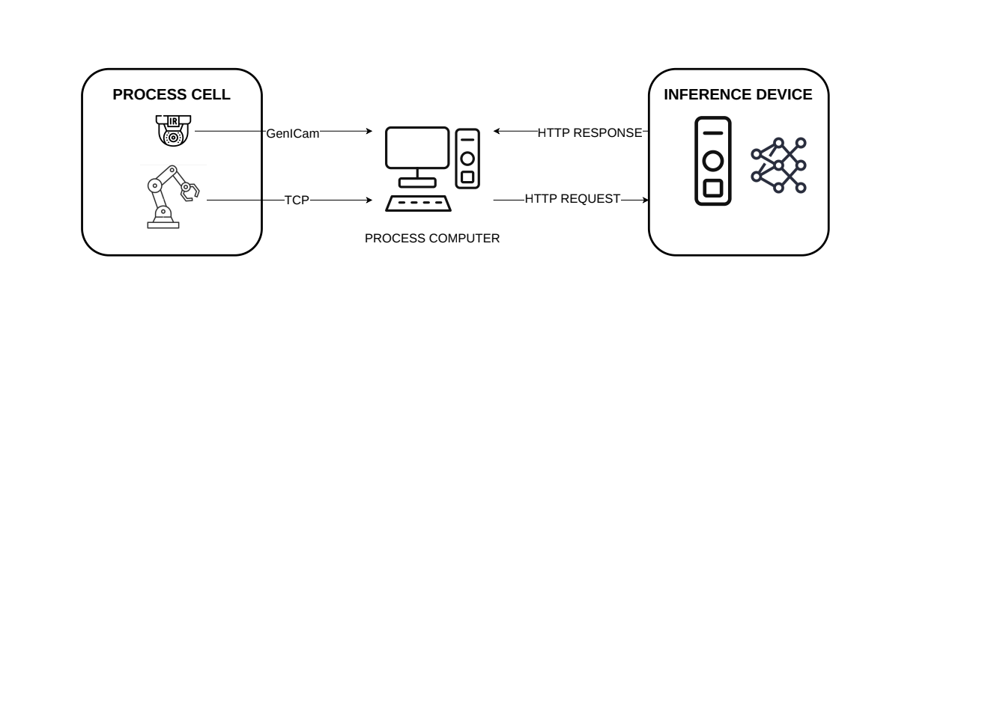 PROCESS CELL
INFERENCE DEVICE
IR
GenICam
HTTP RESPONSE
TCP
HTTP REQUEST
PROCESS COMPUTER